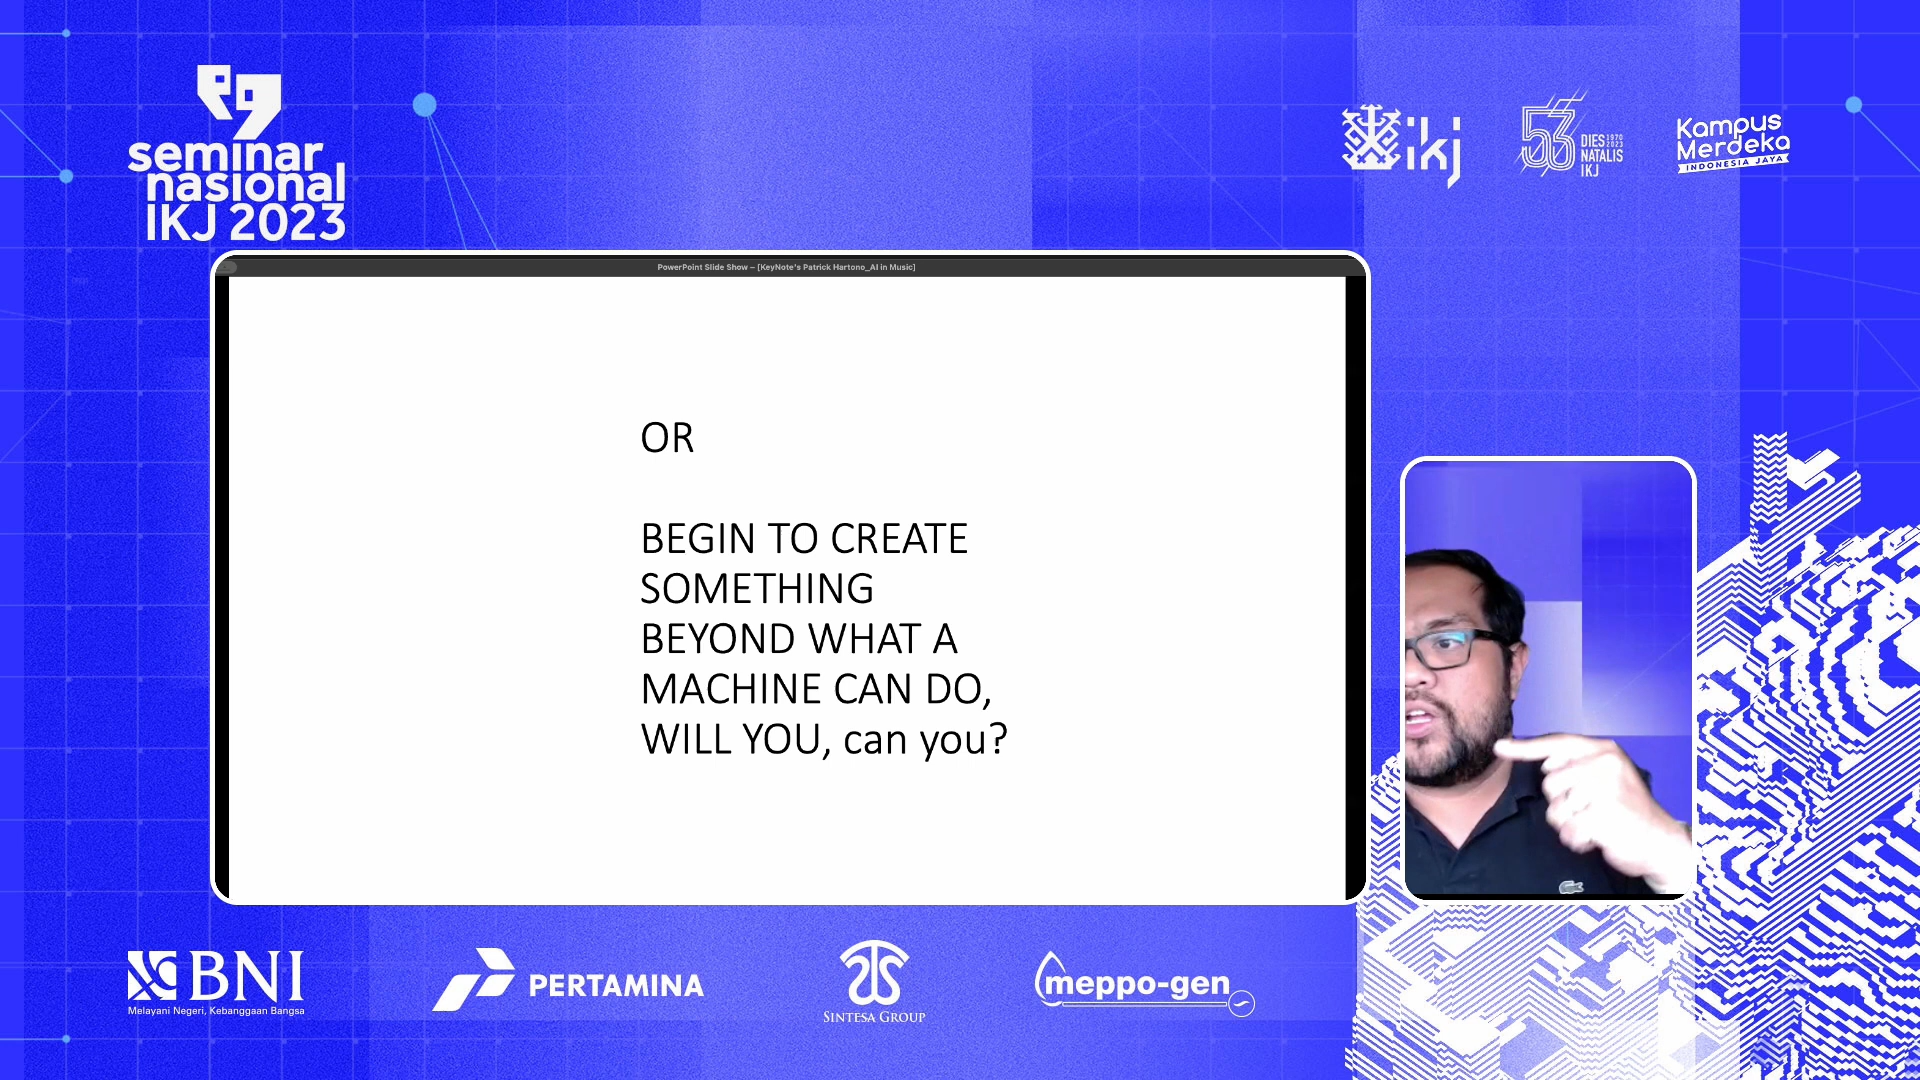 seminar
nasional
IKJ 2023
ikj
53
DIES 1970 2023
NATALIS
IKJ
Kampus
Merdeka
INDONESIA JAYA
PowerPoint Slide Show – [KeyNote's Patrick Hartono_AI in Music]
OR
BEGIN TO CREATE
SOMETHING
BEYOND WHAT A
MACHINE CAN DO,
WILL YOU, can you?
BNI
Melayani Negeri, Kebanggaan Bangsa
PERTAMINA
SINTESA GROUP
meppo-gen